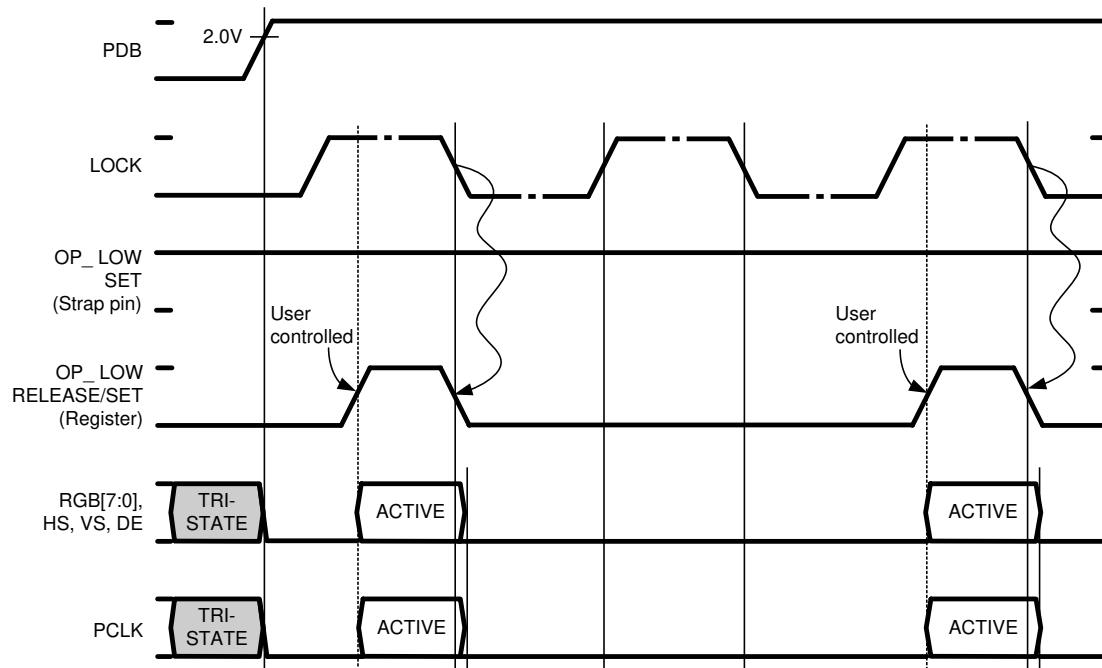 2.0V
PDB
LOCK
OP_ LOW
SET
(Strap pin)
User
controlled
User
controlled
OP_ LOW
RELEASE/SET
(Register)
RGB[7:0],
HS, VS, DE
TRI-
STATE
ACTIVE
ACTIVE
PCLK
TRI-
STATE
ACTIVE
ACTIVE